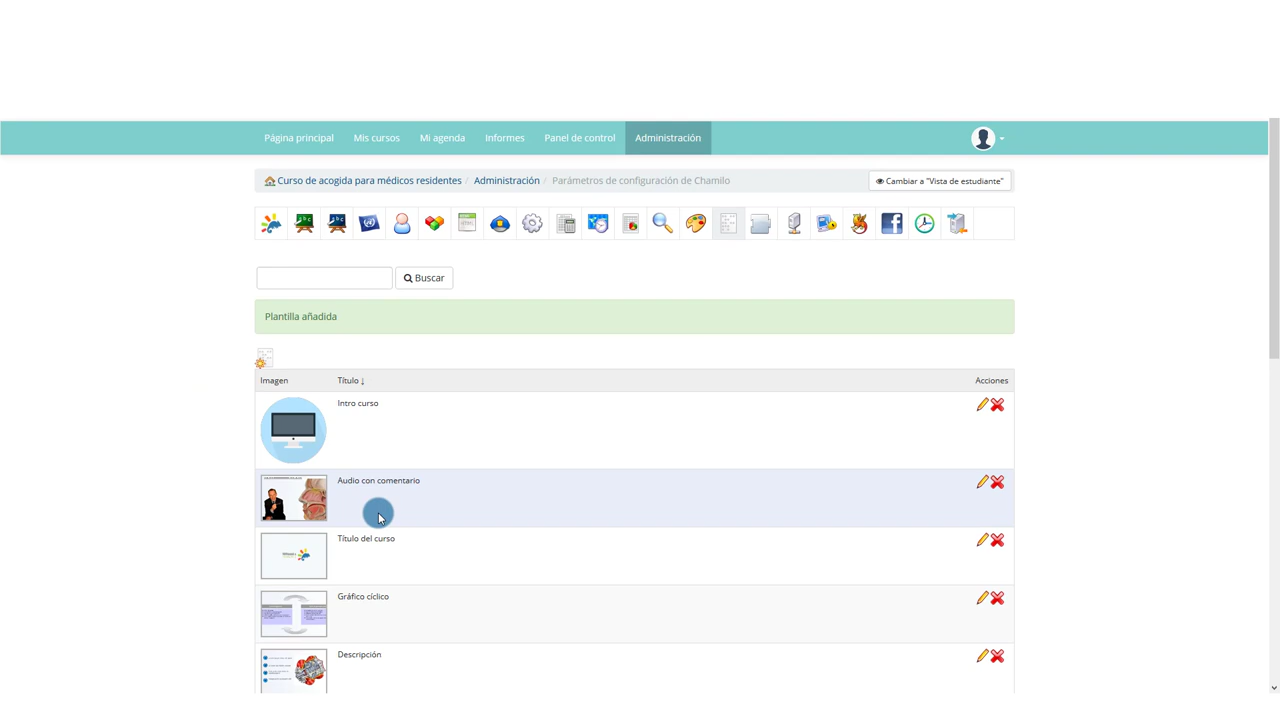 Página principal Mis cursos Mi agenda Informes Panel de control Administración
Curso de acogida para médicos residentes / Administración / Parámetros de configuración de Chamilo
Cambiar a "Vista de estudiante"
Buscar
Plantilla añadida
Imagen Título ↓ Acciones
Intro curso
Audio con comentario
Título del curso
Gráfico cíclico
Descripción